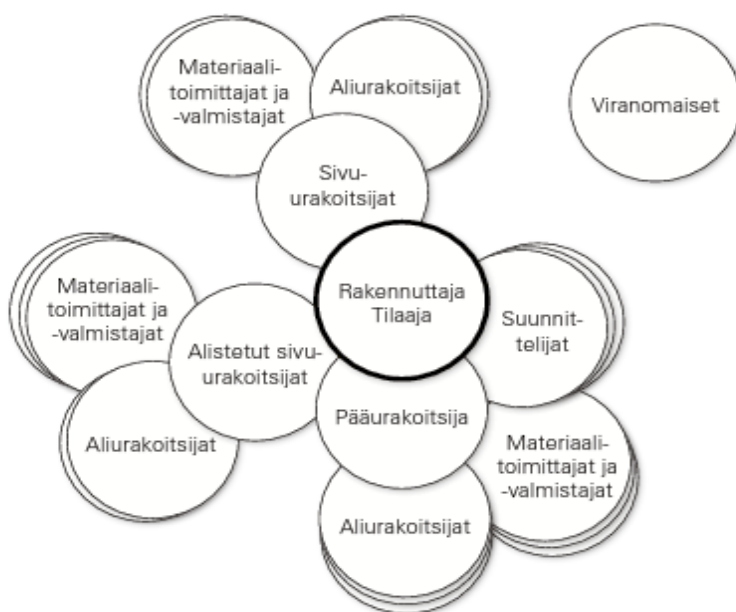 Materiaali-
toimittajat ja
-valmistajat
Aliurakoitsijat
Viranomaiset
Sivu-
urakoitsijat
Materiaali-
toimittajat ja
-valmistajat
Rakennuttaja
Tilaaja
Suunnit-
telijat
Alistetut sivu-
urakoitsijat
Pääurakoitsija
Aliurakoitsijat
Materiaali-
toimittajat ja
-valmistajat
Aliurakoitsijat